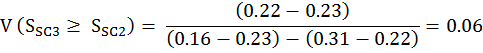 V (S_SC3 ≥ S_SC2) = (0.22 − 0.23) / ((0.16 − 0.23) − (0.31 − 0.22)) = 0.06